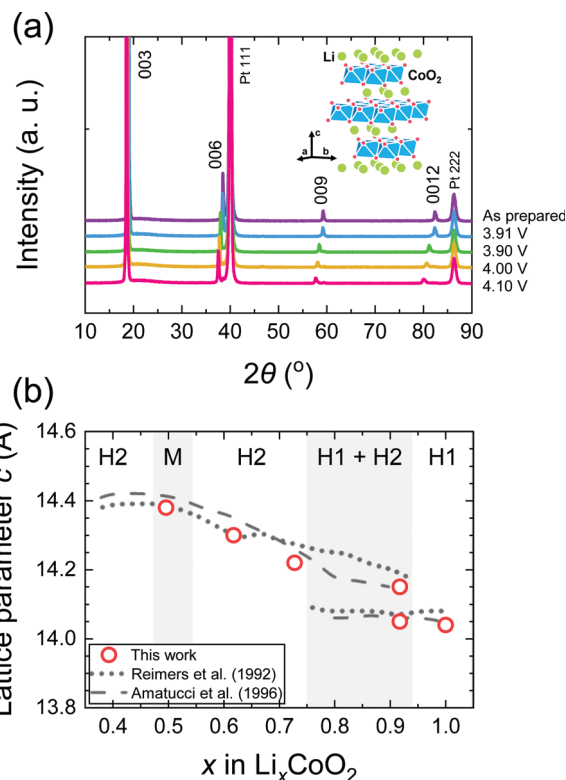 (a)
Intensity (a. u.)
003
006
Pt 111
009
0012
Pt 222
Li
CoO2
c
a
b
As prepared
3.91 V
3.90 V
4.00 V
4.10 V
10 20 30 40 50 60 70 80 90
2θ (°)
(b)
Lattice parameter c (A)
14.6
14.4
14.2
14.0
13.8
H2 M H2 H1 + H2 H1
This work
Reimers et al. (1992)
Amatucci et al. (1996)
0.4 0.5 0.6 0.7 0.8 0.9 1.0
x in LixCoO2